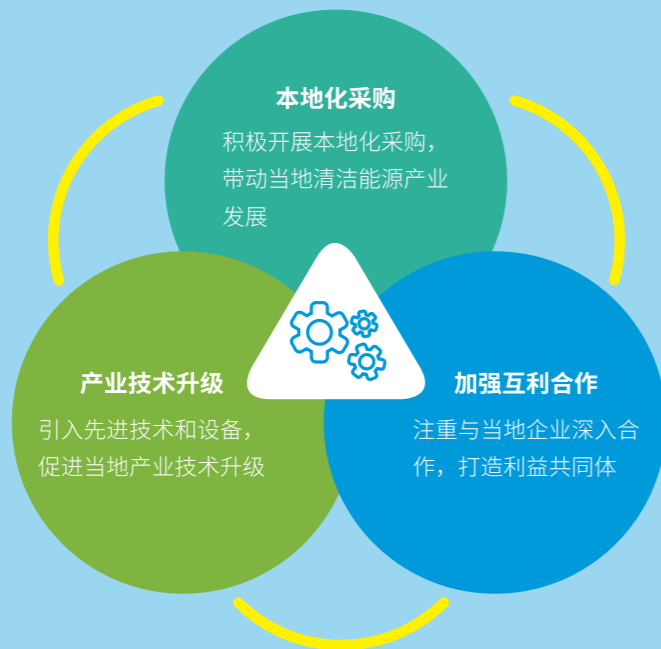 本地化采购
积极开展本地化采购，
带动当地清洁能源产业
发展
产业技术升级
引入先进技术和设备，
促进当地产业技术升级
加强互利合作
注重与当地企业深入合
作，打造利益共同体